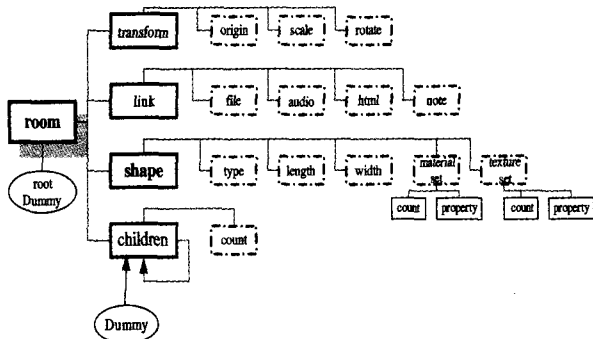 transform
origin
scale
rotate
link
file
audio
html
note
room
shape
type
length
width
material
set
texture
set
count
property
count
property
root
Dummy
children
count
Dummy